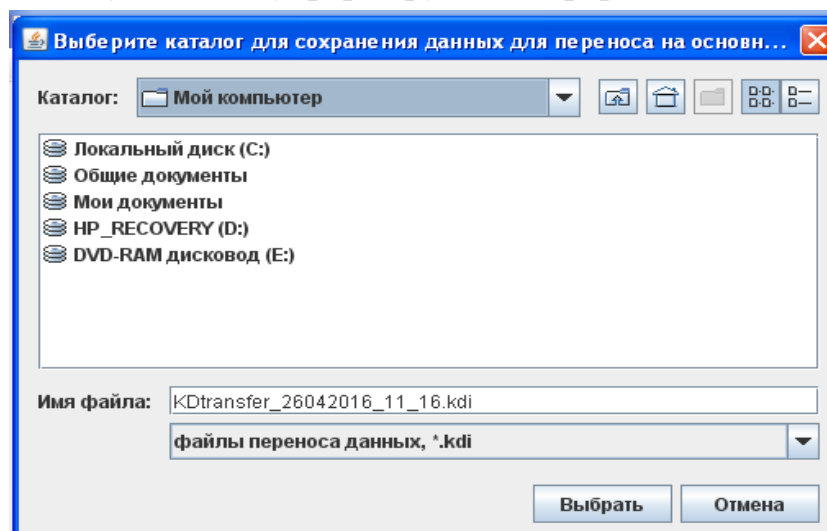 Выберите каталог для сохранения данных для переноса на основн...
Каталог: Мой компьютер
Локальный диск (C:)
Общие документы
Мои документы
HP_RECOVERY (D:)
DVD-RAM дисковод (E:)
Имя файла: KDtransfer_26042016_11_16.kdi
файлы переноса данных, *.kdi
Выбрать Отмена